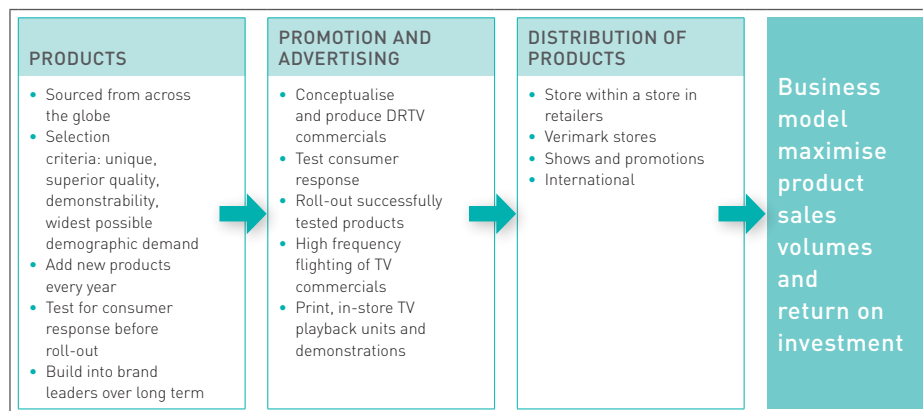 PRODUCTS
• Sourced from across
the globe
• Selection
criteria: unique,
superior quality,
demonstrability,
widest possible
demographic demand
• Add new products
every year
• Test for consumer
response before
roll-out
• Build into brand
leaders over long term
PROMOTION AND
ADVERTISING
• Conceptualise
and produce DRTV
commercials
• Test consumer
response
• Roll-out successfully
tested products
• High frequency
flighting of TV
commercials
• Print, in-store TV
playback units and
demonstrations
DISTRIBUTION OF
PRODUCTS
• Store within a store in
retailers
• Verimark stores
• Shows and promotions
• International
Business
model
maximise
product
sales
volumes
and
return on
investment